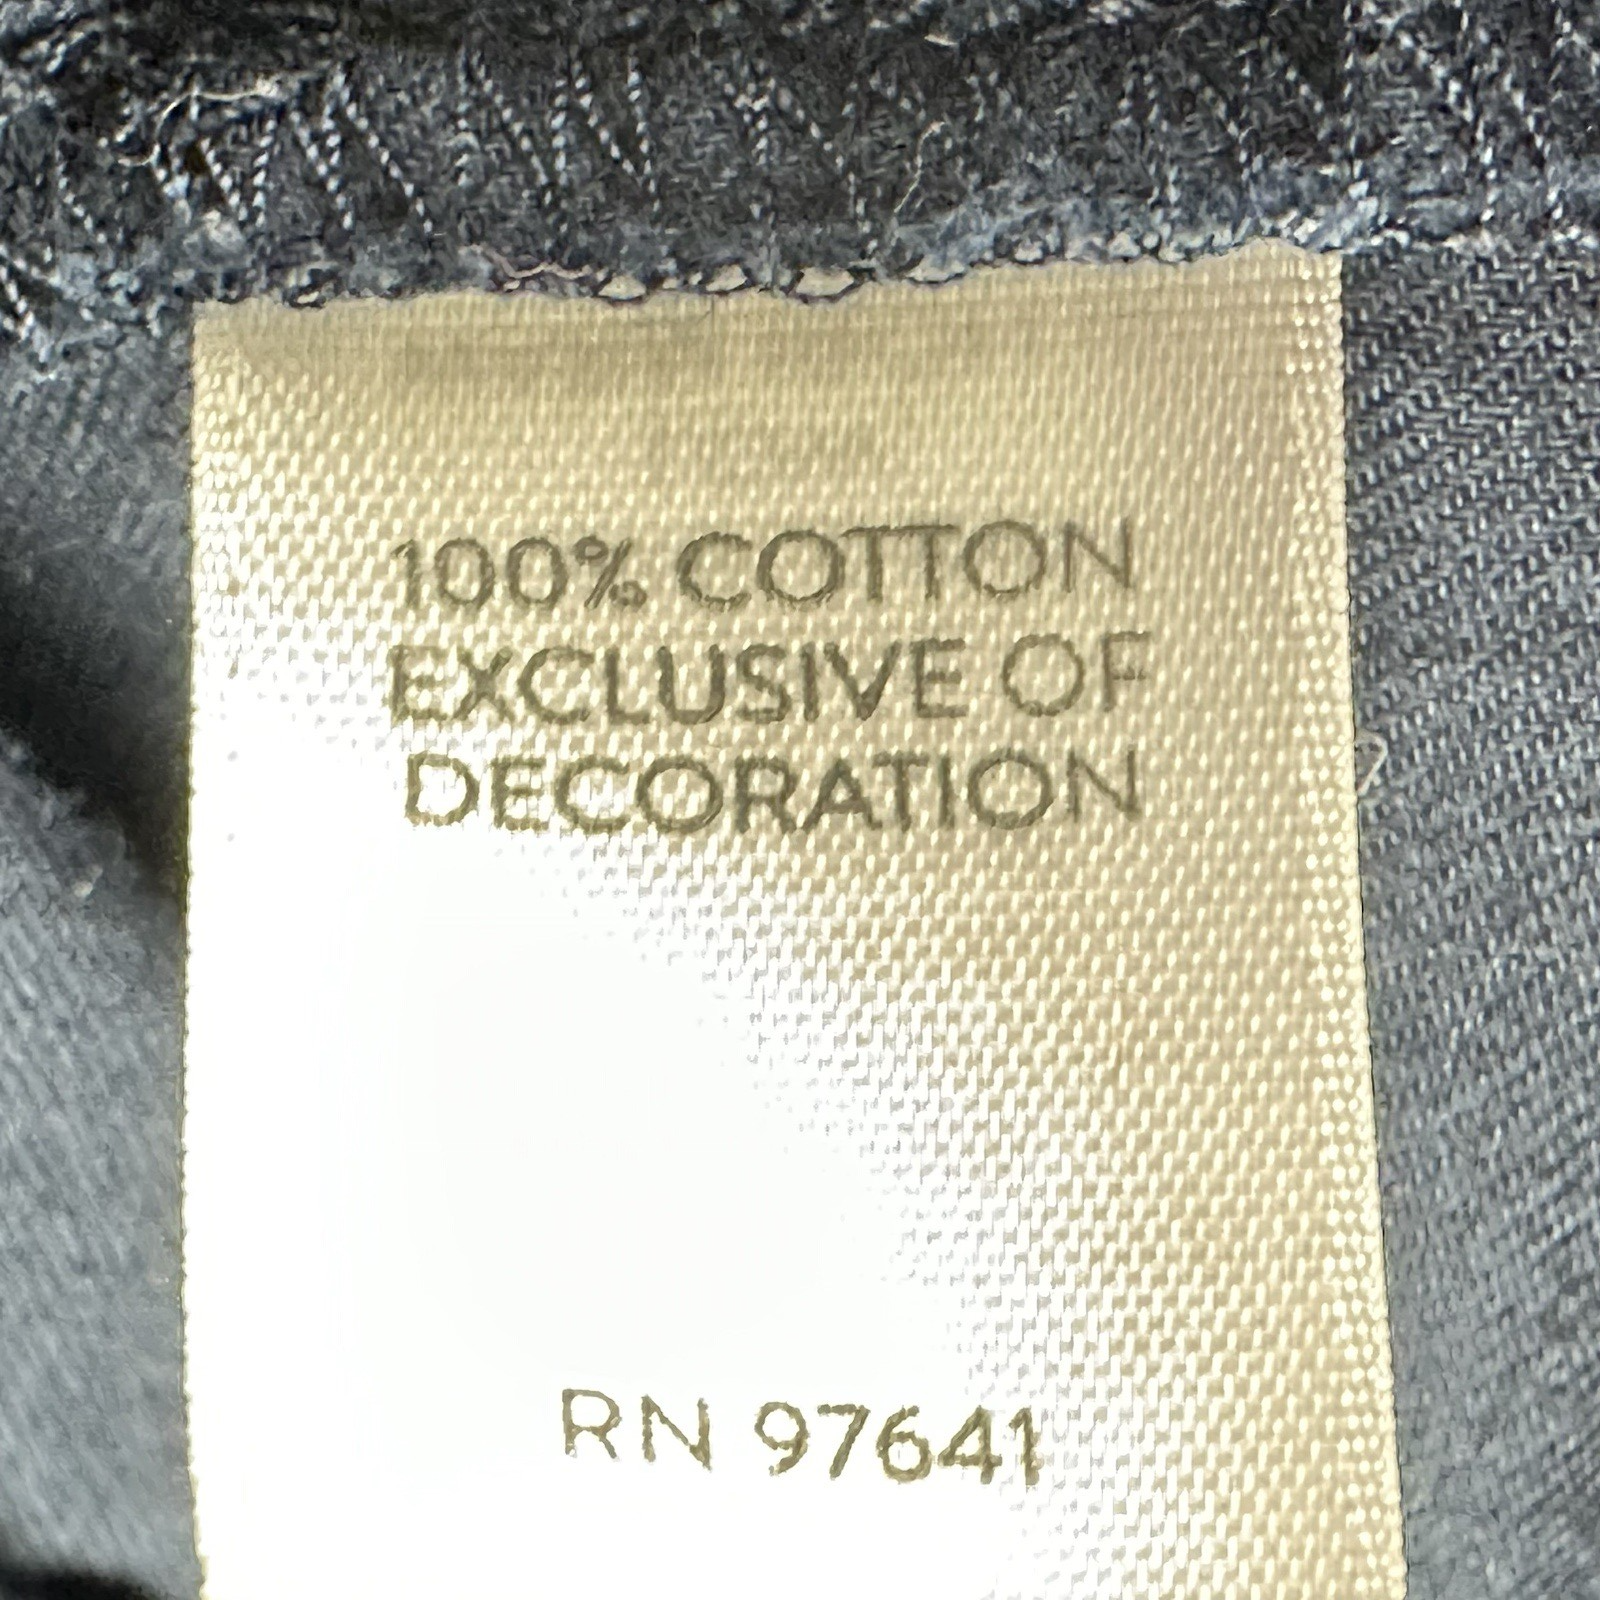 100% COTTON
EXCLUSIVE OF
DECORATION
RN 97641